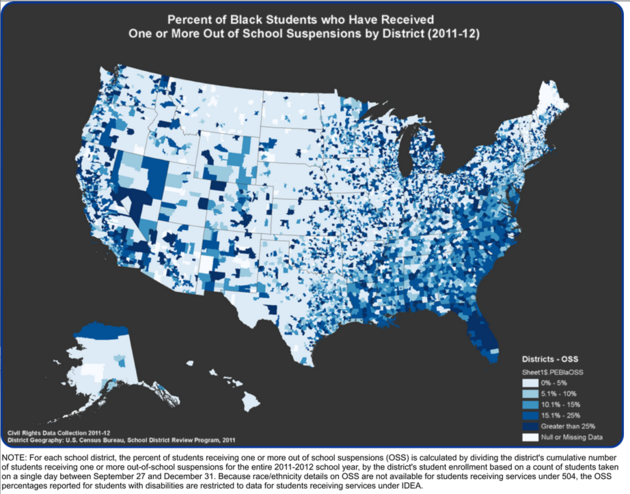 Percent of Black Students who Have Received
One or More Out of School Suspensions by District (2011-12)
Districts - OSS
Sheet1$.PEBlaOSS
0% - 5%
5.1% - 10%
10.1% - 15%
15.1% - 25%
Greater than 25%
Null or Missing Data
Civil Rights Data Collection 2011-12
District Geography: U.S. Census Bureau, School District Review Program, 2011
NOTE: For each school district, the percent of students receiving one or more out of school suspensions (OSS) is calculated by dividing the district's cumulative number
of students receiving one or more out-of-school suspensions for the entire 2011-2012 school year, by the district's student enrollment based on a count of students taken
on a single day between September 27 and December 31. Because race/ethnicity details on OSS are not available for students receiving services under 504, the OSS
percentages reported for students with disabilities are restricted to data for students receiving services under IDEA.